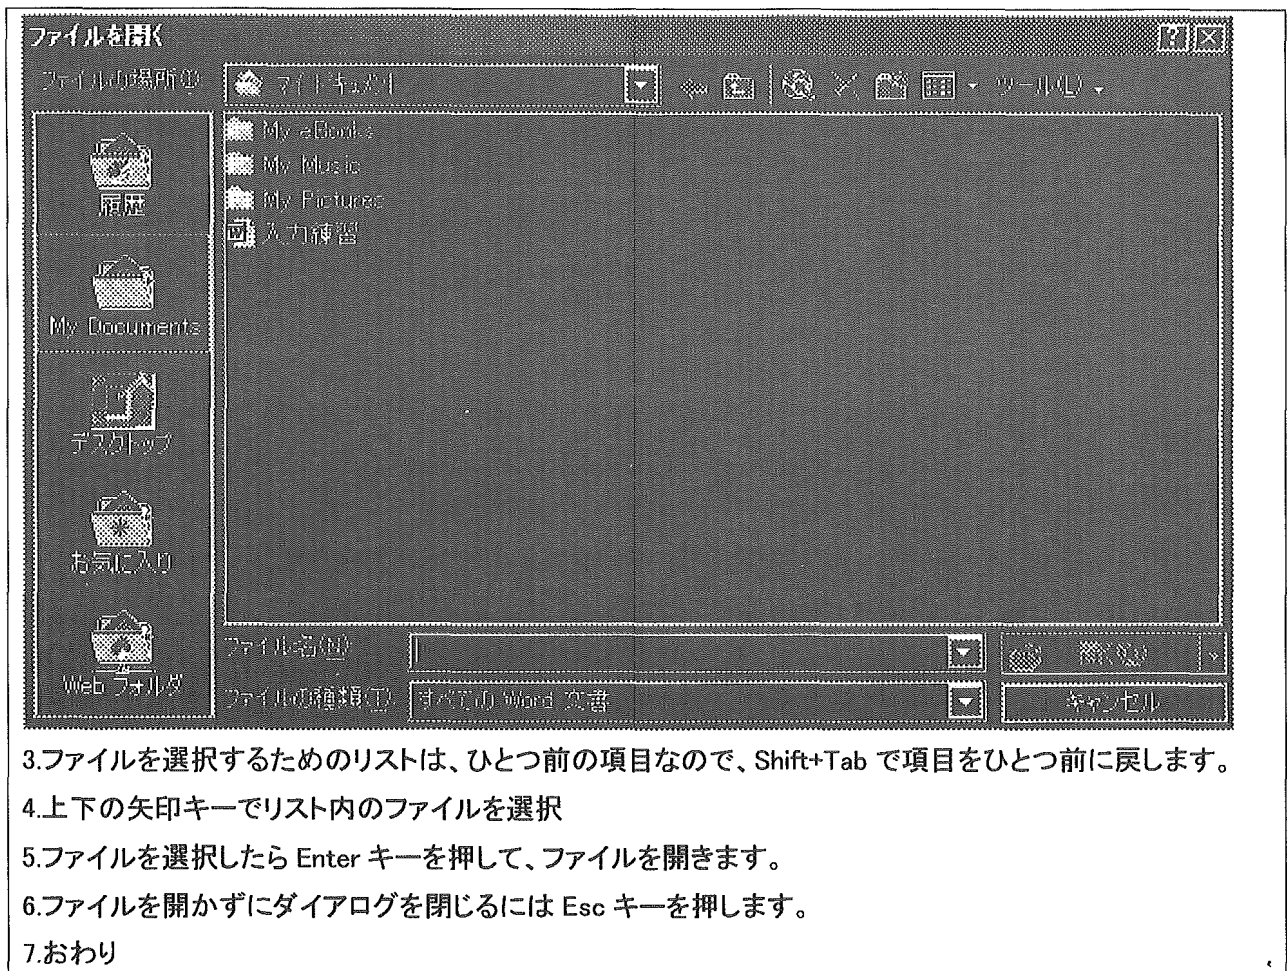 ファイルを開く
ファイルの場所(I): マイドキュメント ツール(L)
履歴
My Documents
デスクトップ
お気に入り
Web フォルダ
My eBooks
My Music
My Pictures
入力練習
ファイル名(N): 開く(O)
ファイルの種類(T): すべての Word 文書 キャンセル
3.ファイルを選択するためのリストは、ひとつ前の項目なので、Shift+Tab で項目をひとつ前に戻します。
4.上下の矢印キーでリスト内のファイルを選択
5.ファイルを選択したら Enter キーを押して、ファイルを開きます。
6.ファイルを開かずにダイアログを閉じるには Esc キーを押します。
7.おわり